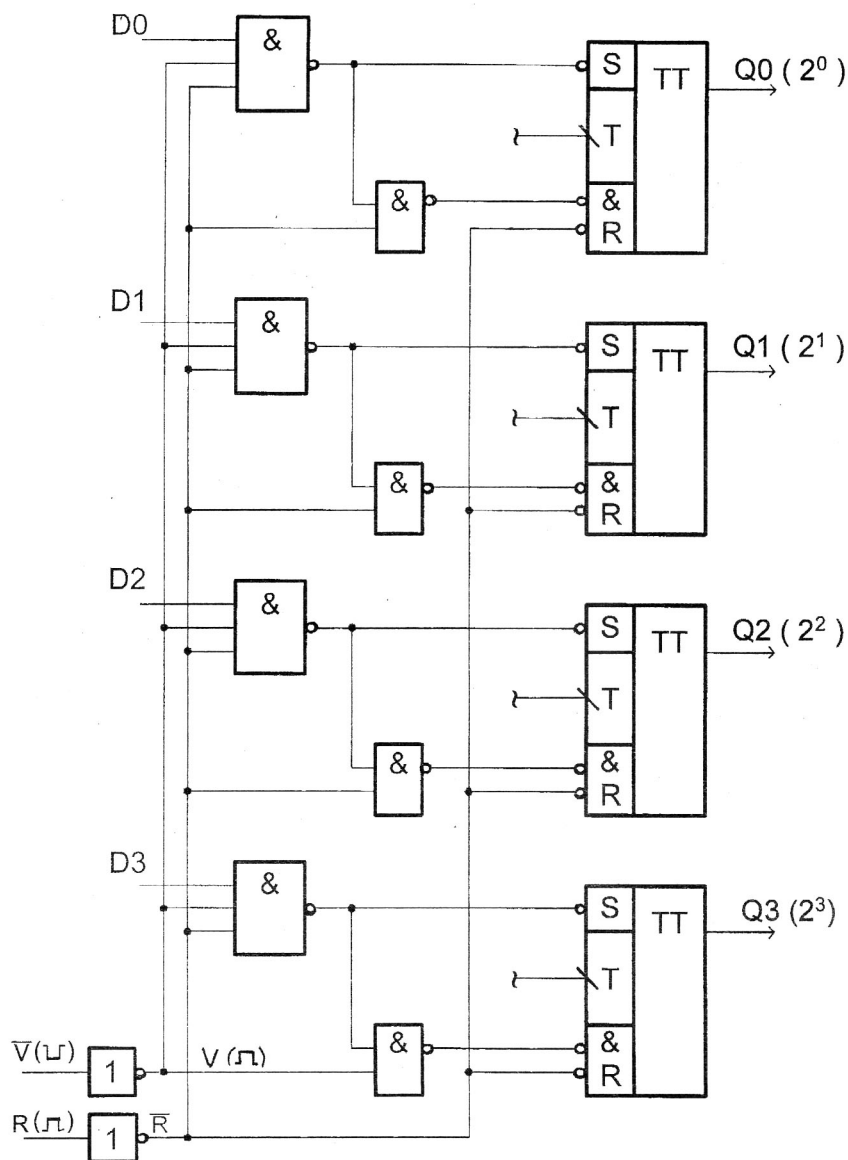 D0
&
S
TT
Q0 (2⁰)
T
&
&
R
D1
&
S
TT
Q1 (2¹)
T
&
&
R
D2
&
S
TT
Q2 (2²)
T
&
&
R
D3
&
S
TT
Q3 (2³)
T
&
&
R
V̅(⊔)
1
V(⊓)
R(⊓)
1
R̅